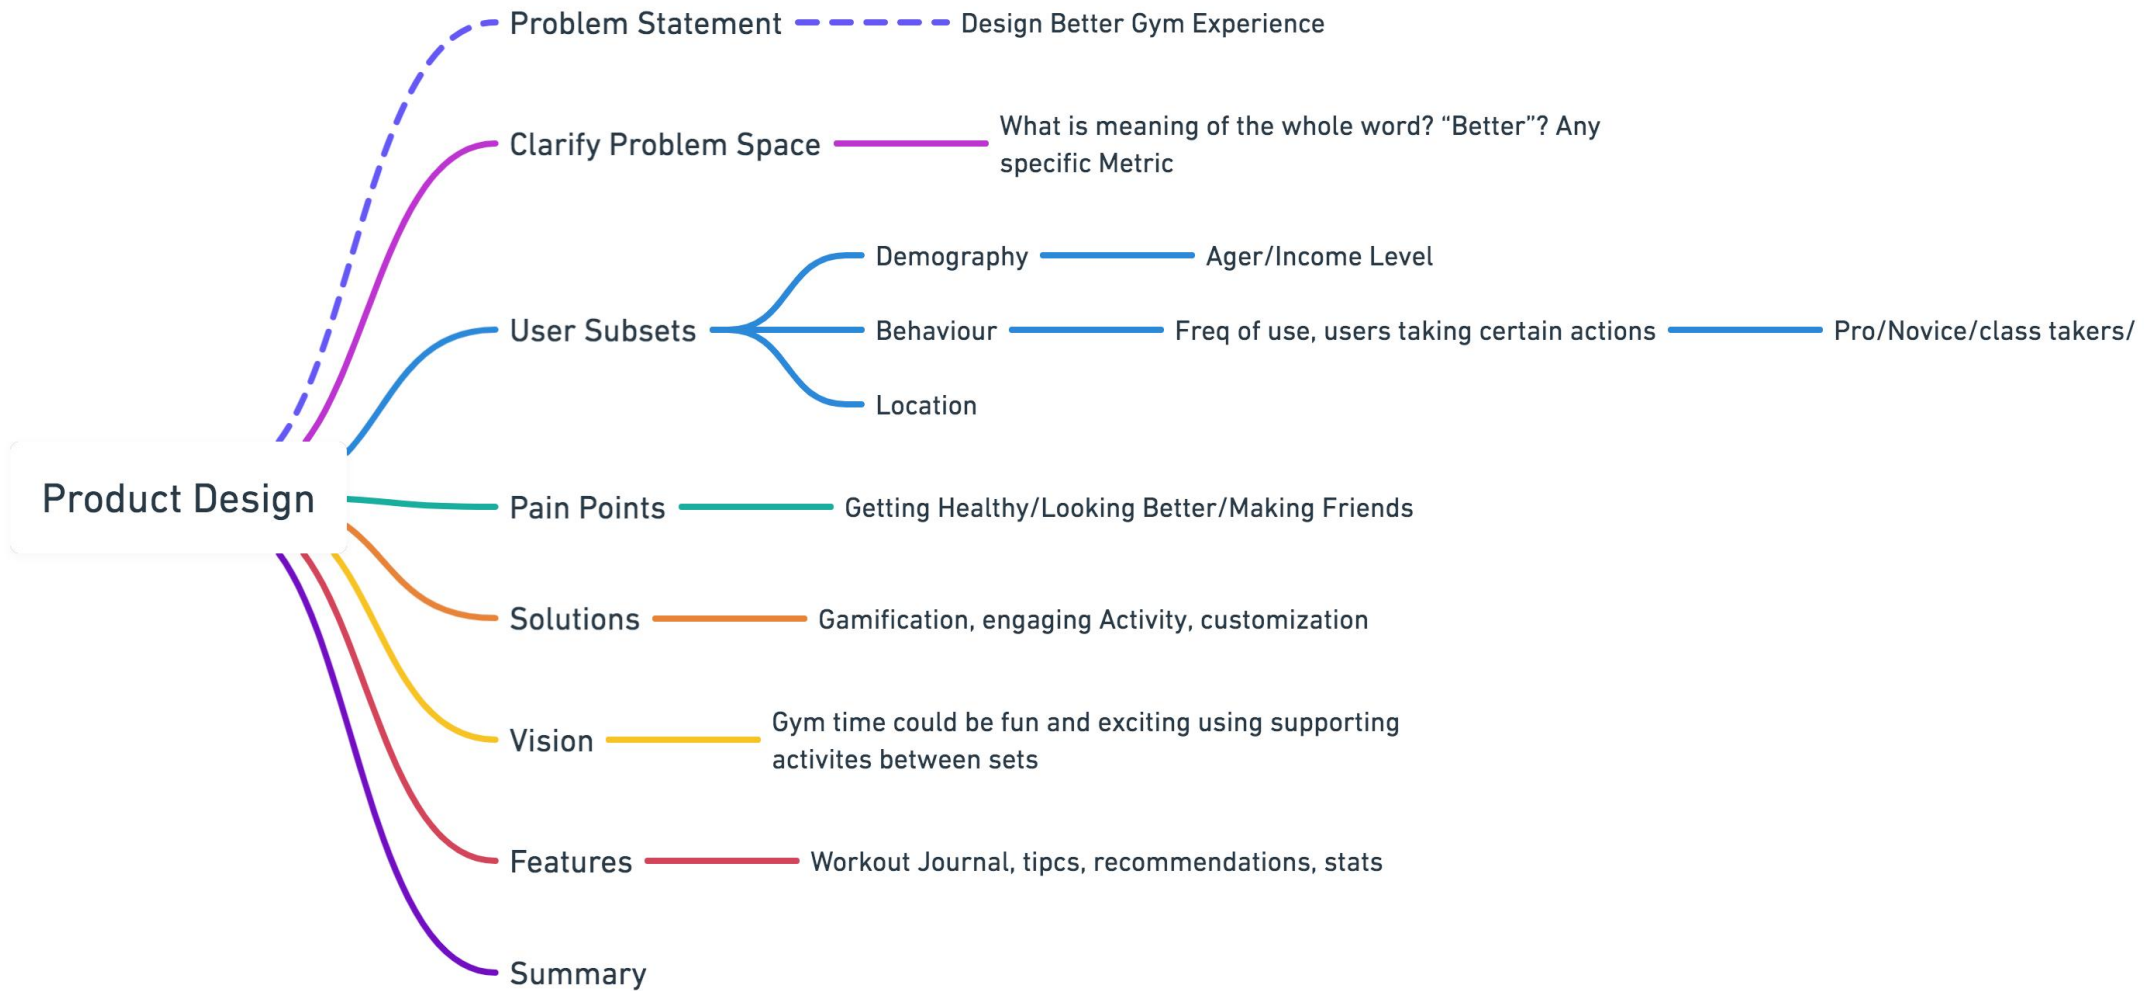 Problem Statement
Design Better Gym Experience
Clarify Problem Space
What is meaning of the whole word? “Better”? Any
specific Metric
Demography
Ager/Income Level
User Subsets
Behaviour
Freq of use, users taking certain actions
Pro/Novice/class takers/
Location
Product Design
Pain Points
Getting Healthy/Looking Better/Making Friends
Solutions
Gamification, engaging Activity, customization
Vision
Gym time could be fun and exciting using supporting
activites between sets
Features
Workout Journal, tipcs, recommendations, stats
Summary